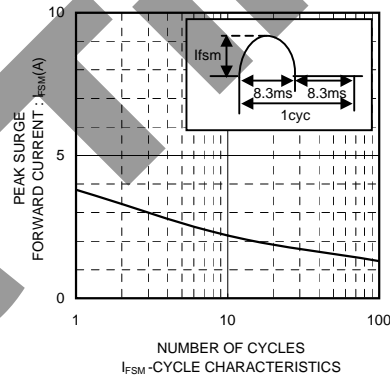 10
5
0
PEAK SURGE
FORWARD CURRENT : IFSM(A)
Ifsm
8.3ms 8.3ms
1cyc
1 10 100
NUMBER OF CYCLES
IFSM-CYCLE CHARACTERISTICS